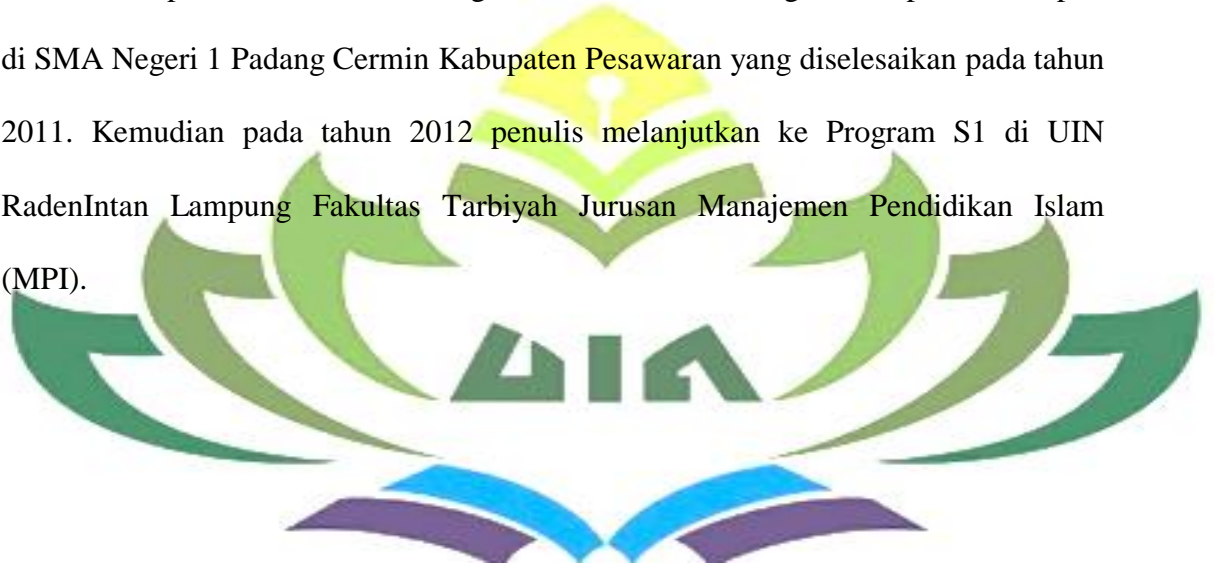 di SMA Negeri 1 Padang Cermin Kabupaten Pesawaran yang diselesaikan pada tahun
2011. Kemudian pada tahun 2012 penulis melanjutkan ke Program S1 di UIN
RadenIntan Lampung Fakultas Tarbiyah Jurusan Manajemen Pendidikan Islam
(MPI).
UIN